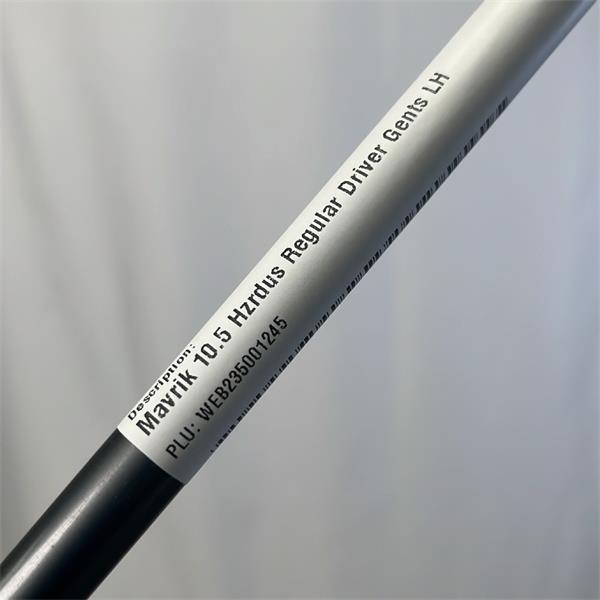 Description:
Mavrik 10.5 Hzrdus Regular Driver Gents LH
PLU: WEB235001245